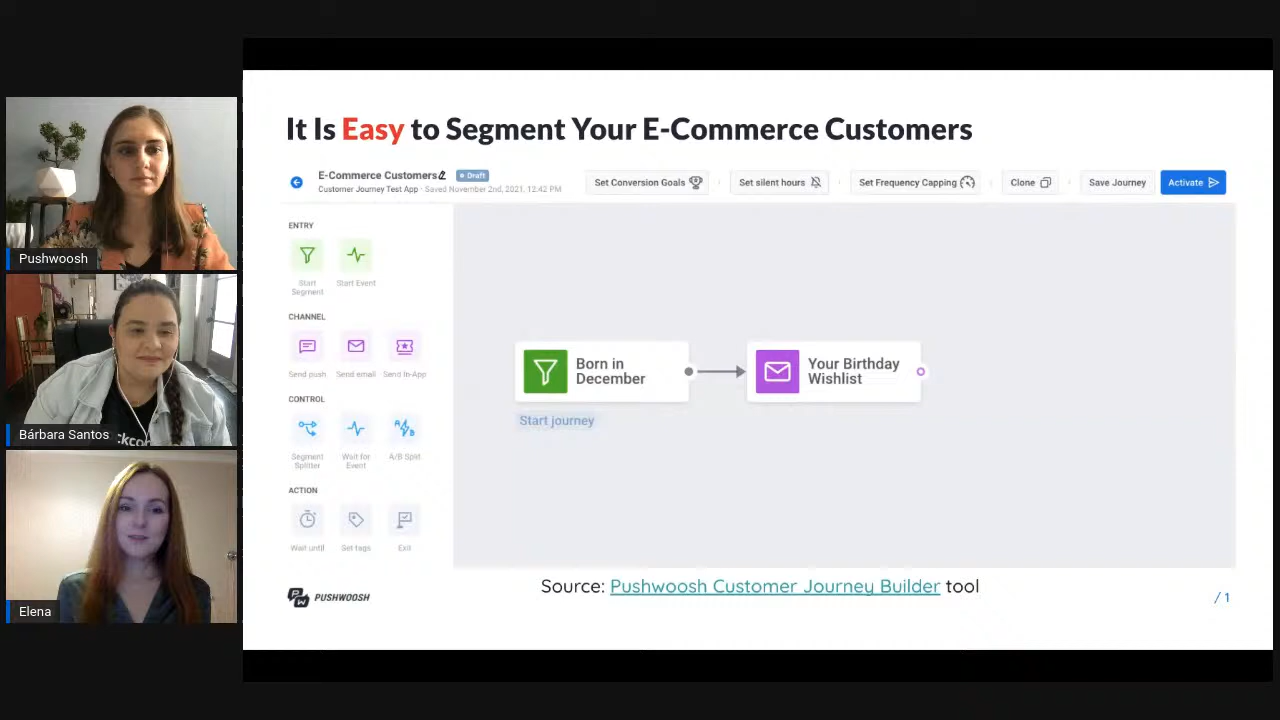 Pushwoosh
Bárbara Santos
Elena
It Is Easy to Segment Your E-Commerce Customers
E-Commerce Customers Draft
Customer Journey Test App · Saved November 2nd, 2021, 12:42 PM
Set Conversion Goals
Set silent hours
Set Frequency Capping
Clone
Save Journey
Activate
ENTRY
Start Segment
Start Event
CHANNEL
Send push
Send email
Send In-App
CONTROL
Segment Splitter
Wait for Event
A/B Split
ACTION
Wait until
Set tags
Exit
Born in
December
Start journey
Your Birthday
Wishlist
Source: Pushwoosh Customer Journey Builder tool
PW PUSHWOOSH
/ 1